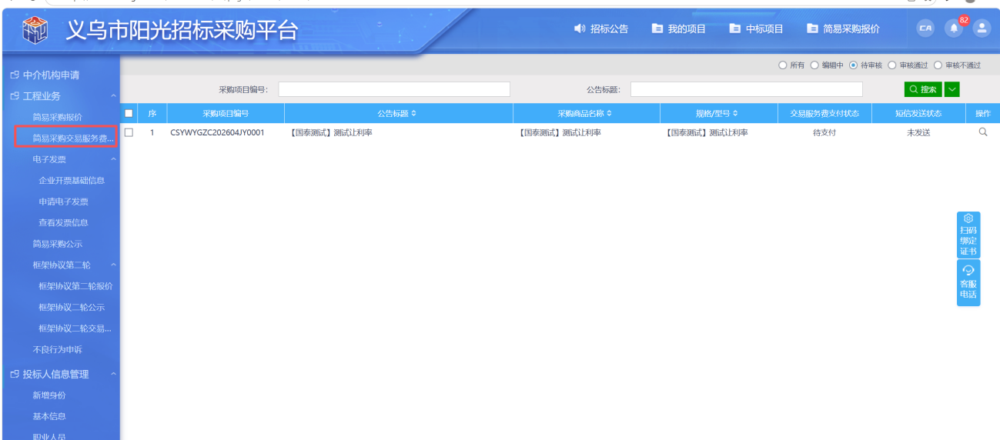 义乌市阳光招标采购平台
招标公告 我的项目 中标项目 简易采购报价 CA 82
中介机构申请
工程业务
简易采购报价
简易采购交易服务费...
电子发票
企业开票基础信息
申请电子发票
查看发票信息
简易采购公示
框架协议第二轮
框架协议第二轮报价
框架协议二轮公示
框架协议二轮交易...
不良行为申诉
投标人信息管理
新增身份
基本信息
职业人员
所有 编辑中 待审核 审核通过 审核不通过
采购项目编号: 公告标题: 搜索
序 采购项目编号 公告标题 采购商品名称 规格/型号 交易服务费支付状态 短信发送状态 操作
1 CSYWYGZC202604JY0001 【国泰测试】测试让利率 【国泰测试】测试让利率 【国泰测试】测试让利率 待支付 未发送
扫码
绑定
证书
客服
电话